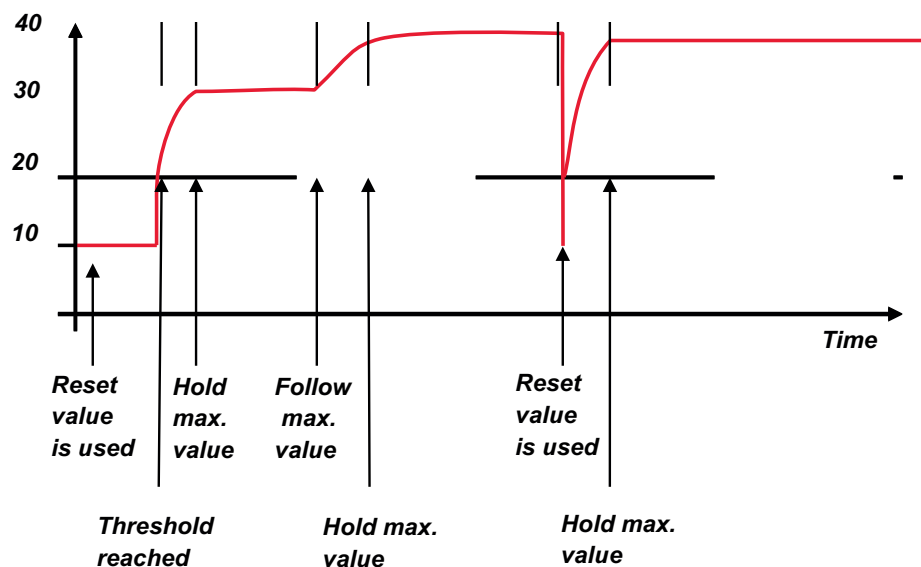 40
30
20
10
Time
Reset
value
is used
Hold
max.
value
Follow
max.
value
Reset
value
is used
Threshold
reached
Hold max.
value
Hold max.
value